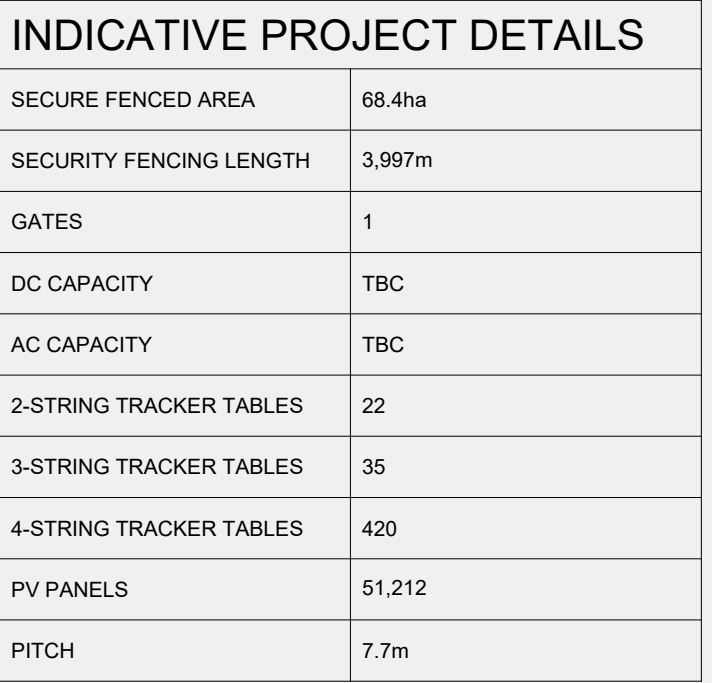 INDICATIVE PROJECT DETAILS
SECURE FENCED AREA 68.4ha
SECURITY FENCING LENGTH 3,997m
GATES 1
DC CAPACITY TBC
AC CAPACITY TBC
2-STRING TRACKER TABLES 22
3-STRING TRACKER TABLES 35
4-STRING TRACKER TABLES 420
PV PANELS 51,212
PITCH 7.7m